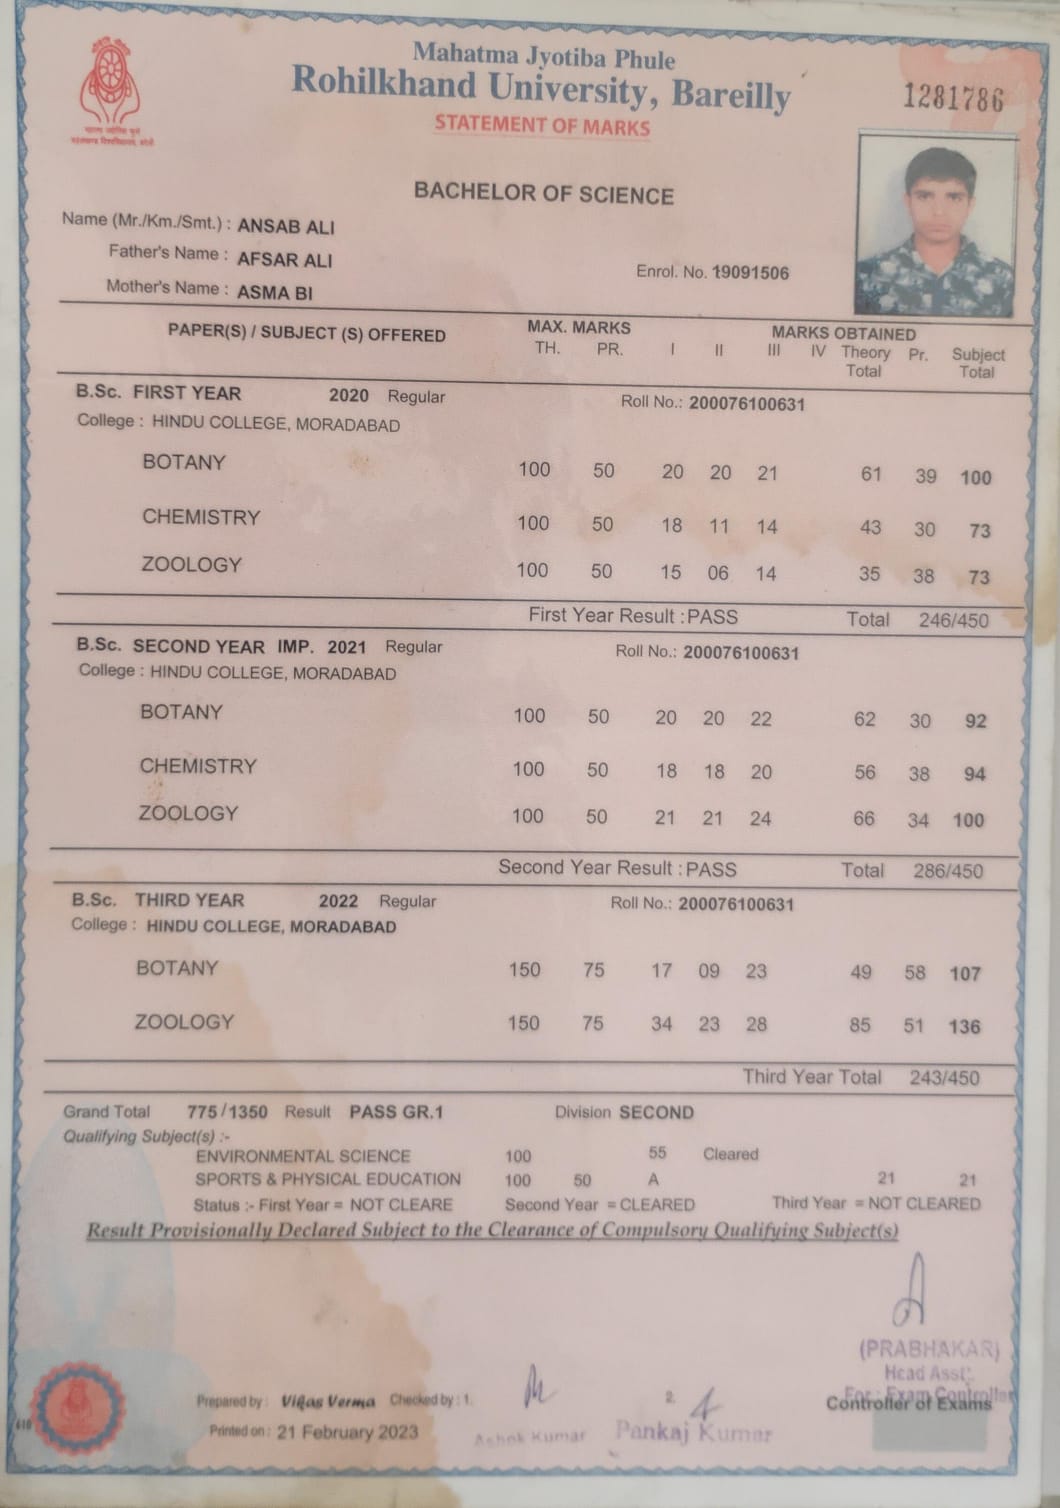 Mahatma Jyotiba Phule
Rohilkhand University, Bareilly
1281786
STATEMENT OF MARKS
BACHELOR OF SCIENCE
Name (Mr./Km./Smt.) : ANSAB ALI
Father's Name : AFSAR ALI
Enrol. No. 19091506
Mother's Name : ASMA BI
PAPER(S) / SUBJECT (S) OFFERED MAX. MARKS MARKS OBTAINED
TH. PR. I II III IV Theory Total Pr. Subject Total
B.Sc. FIRST YEAR 2020 Regular Roll No.: 200076100631
College : HINDU COLLEGE, MORADABAD
BOTANY 100 50 20 20 21 61 39 100
CHEMISTRY 100 50 18 11 14 43 30 73
ZOOLOGY 100 50 15 06 14 35 38 73
First Year Result : PASS Total 246/450
B.Sc. SECOND YEAR IMP. 2021 Regular Roll No.: 200076100631
College : HINDU COLLEGE, MORADABAD
BOTANY 100 50 20 20 22 62 30 92
CHEMISTRY 100 50 18 18 20 56 38 94
ZOOLOGY 100 50 21 21 24 66 34 100
Second Year Result : PASS Total 286/450
B.Sc. THIRD YEAR 2022 Regular Roll No.: 200076100631
College : HINDU COLLEGE, MORADABAD
BOTANY 150 75 17 09 23 49 58 107
ZOOLOGY 150 75 34 23 28 85 51 136
Third Year Total 243/450
Grand Total 775/1350 Result PASS GR.1 Division SECOND
Qualifying Subject(s) :-
ENVIRONMENTAL SCIENCE 100 55 Cleared
SPORTS & PHYSICAL EDUCATION 100 50 A 21 21
Status :- First Year = NOT CLEARE Second Year = CLEARED Third Year = NOT CLEARED
Result Provisionally Declared Subject to the Clearance of Compulsory Qualifying Subject(s)
(PRABHAKAR)
Head Asst.
For : Exam Controller
Controller of Exams
Prepared by : Vikas Verma Checked by : 1. 2.
Printed on : 21 February 2023 Ashok Kumar Pankaj Kumar